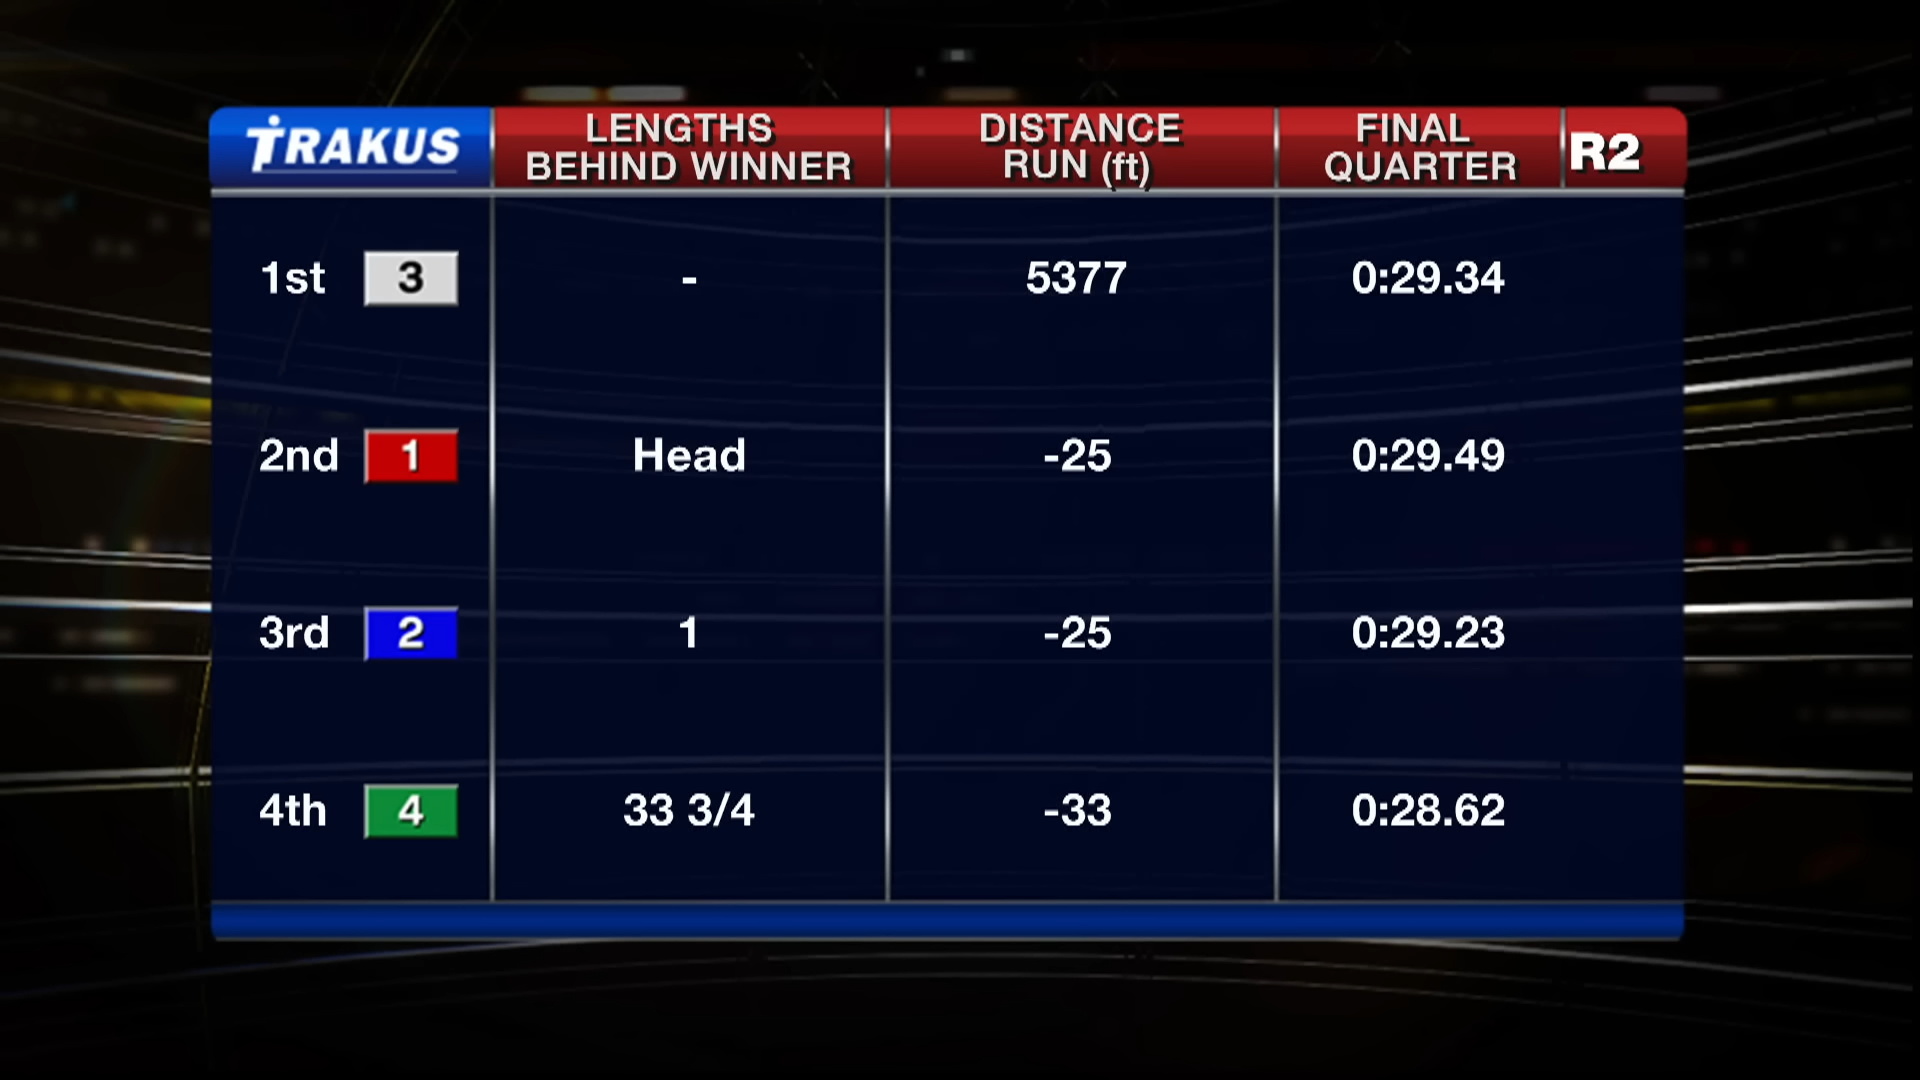 TRAKUS
LENGTHS
BEHIND WINNER
DISTANCE
RUN (ft)
FINAL
QUARTER
R2
1st 3 - 5377 0:29.34
2nd 1 Head -25 0:29.49
3rd 2 1 -25 0:29.23
4th 4 33 3/4 -33 0:28.62